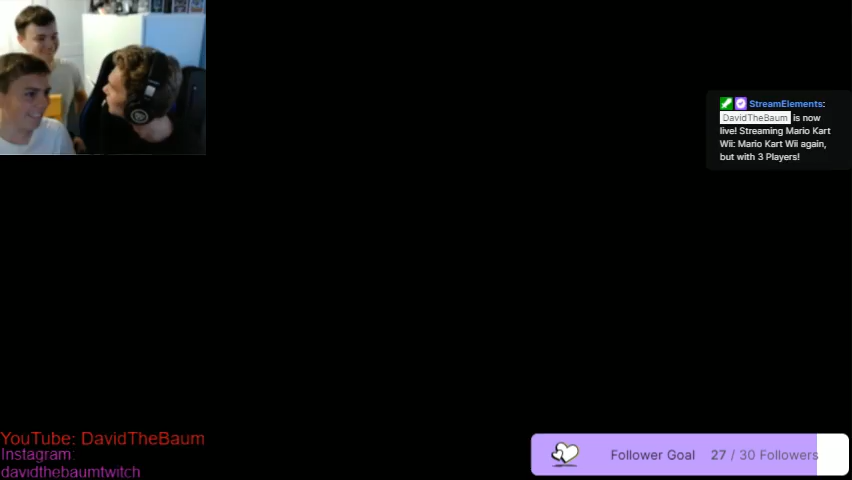 StreamElements:
DavidTheBaum is now
live! Streaming Mario Kart
Wii: Mario Kart Wii again,
but with 3 Players!
YouTube: DavidTheBaum
Instagram:
davidthebaumtwitch
Follower Goal 27 / 30 Followers